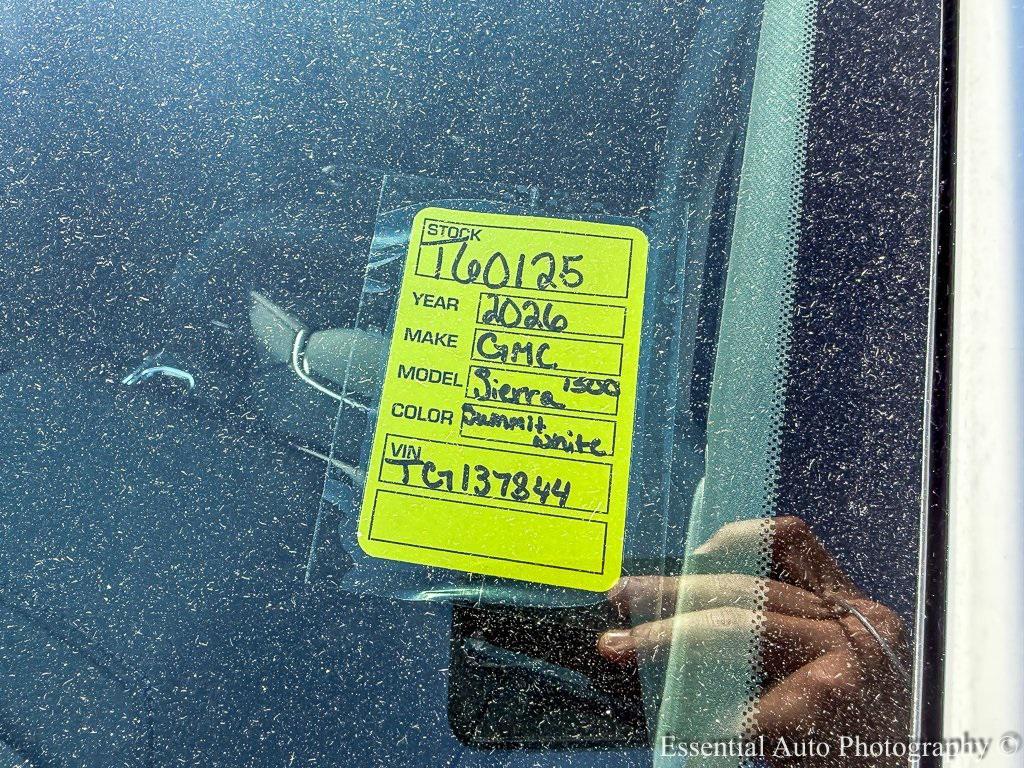 STOCK
T60125
YEAR 2026
MAKE GMC
MODEL Sierra 1500
COLOR Summit
White
VIN
TG137844
Essential Auto Photography ©